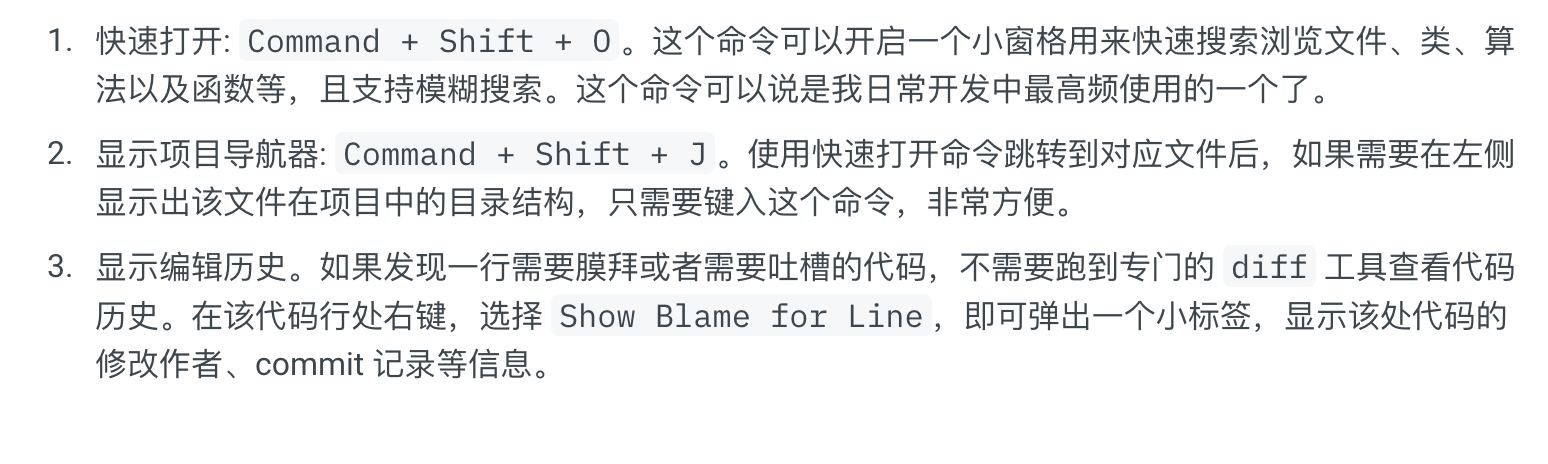 1. 快速打开: Command + Shift + O。这个命令可以开启一个小窗格用来快速搜索浏览文件、类、算
法以及函数等，且支持模糊搜索。这个命令可以说是我日常开发中最高频使用的一个了。
2. 显示项目导航器: Command + Shift + J。使用快速打开命令跳转到对应文件后，如果需要在左侧
显示出该文件在项目中的目录结构，只需要键入这个命令，非常方便。
3. 显示编辑历史。如果发现一行需要膜拜或者需要吐槽的代码，不需要跑到专门的 diff 工具查看代码
历史。在该代码行处右键，选择 Show Blame for Line，即可弹出一个小标签，显示该处代码的
修改作者、commit 记录等信息。